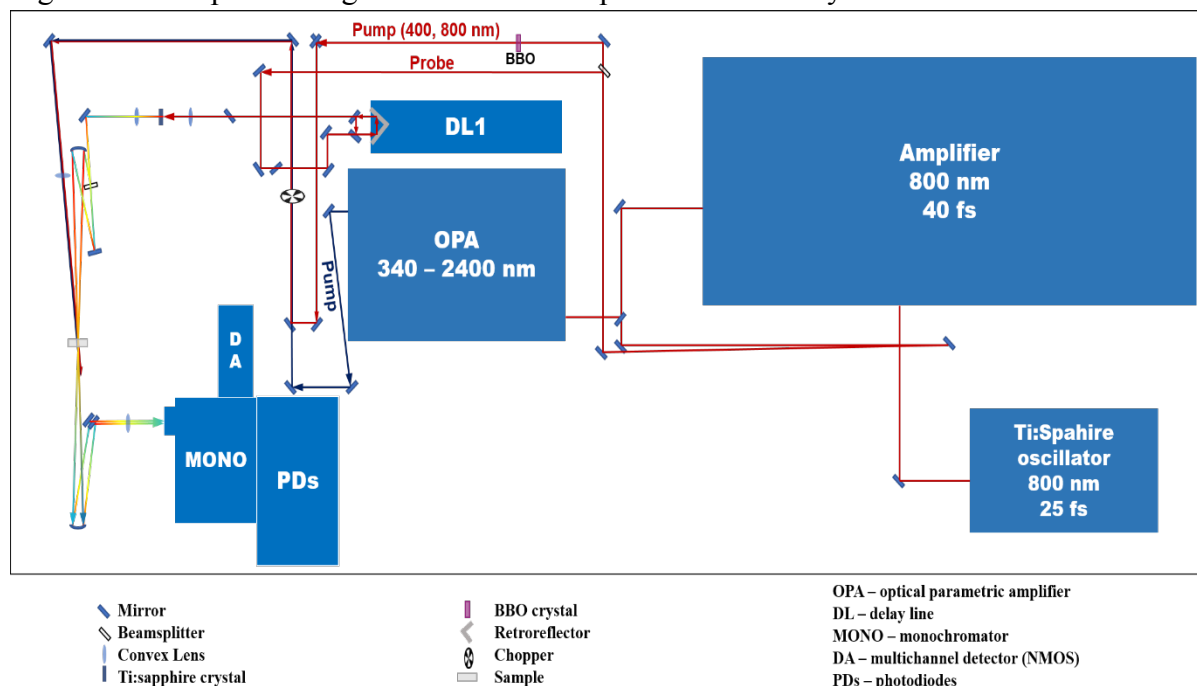 Pump (400, 800 nm)
BBO
Probe
DL1
Amplifier
800 nm
40 fs
OPA
340 – 2400 nm
Pump
D
A
MONO
PDs
Ti:Spahire
oscillator
800 nm
25 fs
Mirror
Beamsplitter
Convex Lens
Ti:sapphire crystal
BBO crystal
Retroreflector
Chopper
Sample
OPA – optical parametric amplifier
DL – delay line
MONO – monochromator
DA – multichannel detector (NMOS)
PDs – photodiodes